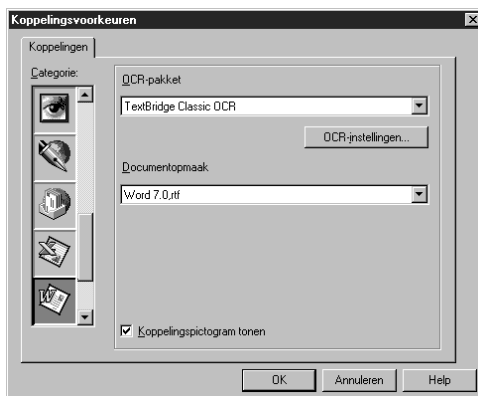 Koppelingsvoorkeuren
Koppelingen
Categorie:
OCR-pakket
TextBridge Classic OCR
OCR-instellingen...
Documentopmaak
Word 7.0,rtf
Koppelingspictogram tonen
OK
Annuleren
Help